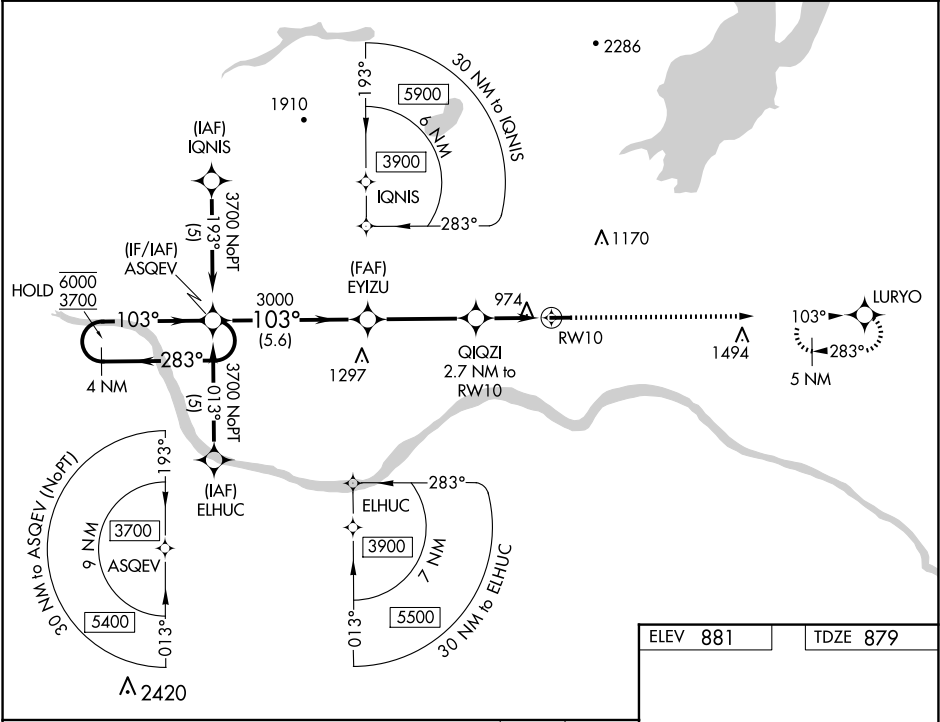 2286
30 NM to IQNIS
193°
5900
6 NM
3900
IQNIS
283°
1910
(IAF)
IQNIS
3700 NoPT
193°
(5)
(IF/IAF)
ASQEV
HOLD
6000
3700
103°
283°
4 NM
3000
103°
(5.6)
(FAF)
EYIZU
1297
974
QIQZI
2.7 NM to
RW10
RW10
1170
1494
LURYO
103°
283°
5 NM
3700 NoPT
013°
(5)
(IAF)
ELHUC
30 NM to ASQEV (NoPT)
193°
9 NM
3700
ASQEV
5400
013°
2420
ELHUC
283°
3900
7 NM
5500
013°
30 NM to ELHUC
ELEV 881
TDZE 879